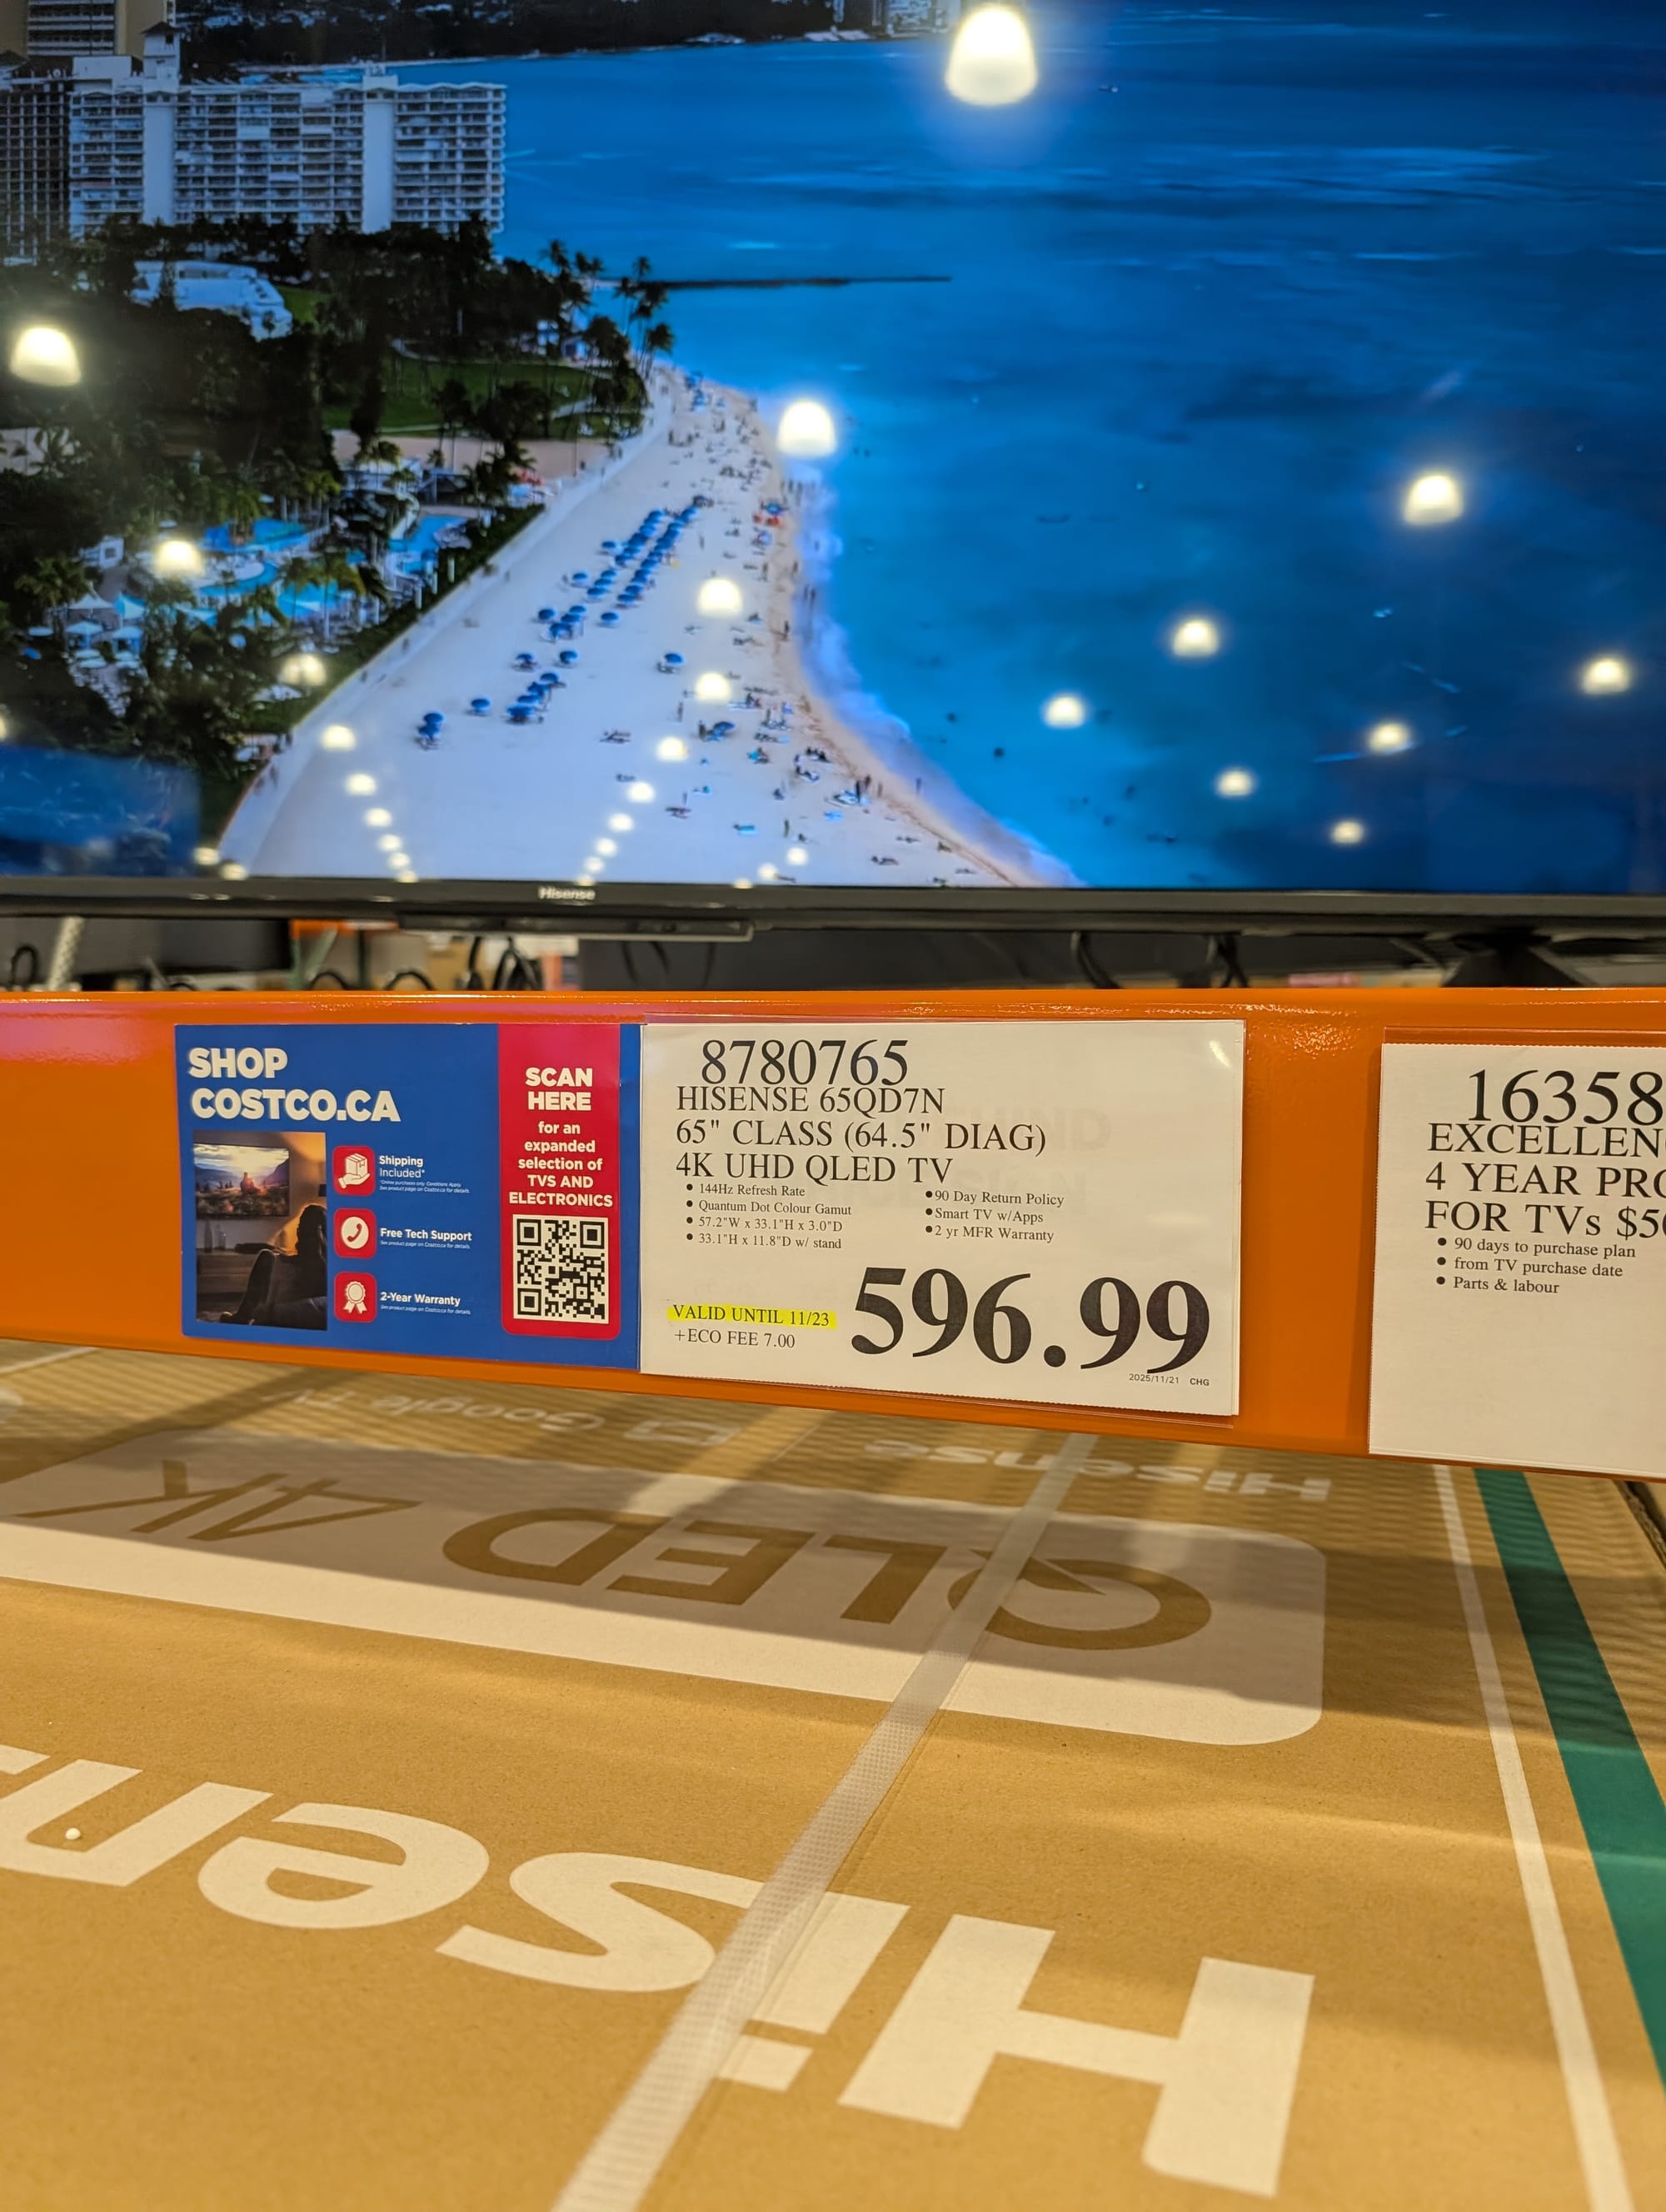 Hisense
SHOP
COSTCO.CA
Shipping
Included*
Free Tech Support
2-Year Warranty
SCAN
HERE
for an
expanded
selection of
TVS AND
ELECTRONICS
8780765
HISENSE 65QD7N
65" CLASS (64.5" DIAG)
4K UHD QLED TV
• 144Hz Refresh Rate
• Quantum Dot Colour Gamut
• 57.2"W x 33.1"H x 3.0"D
• 33.1"H x 11.8"D w/ stand
• 90 Day Return Policy
• Smart TV w/Apps
• 2 yr MFR Warranty
VALID UNTIL 11/23
+ECO FEE 7.00
596.99
2025/11/21 CHG
16358
EXCELLEN
4 YEAR PRO
FOR TVs $50
• 90 days to purchase plan
• from TV purchase date
• Parts & labour
Hisense
Google TV
QLED 4K
Hisen